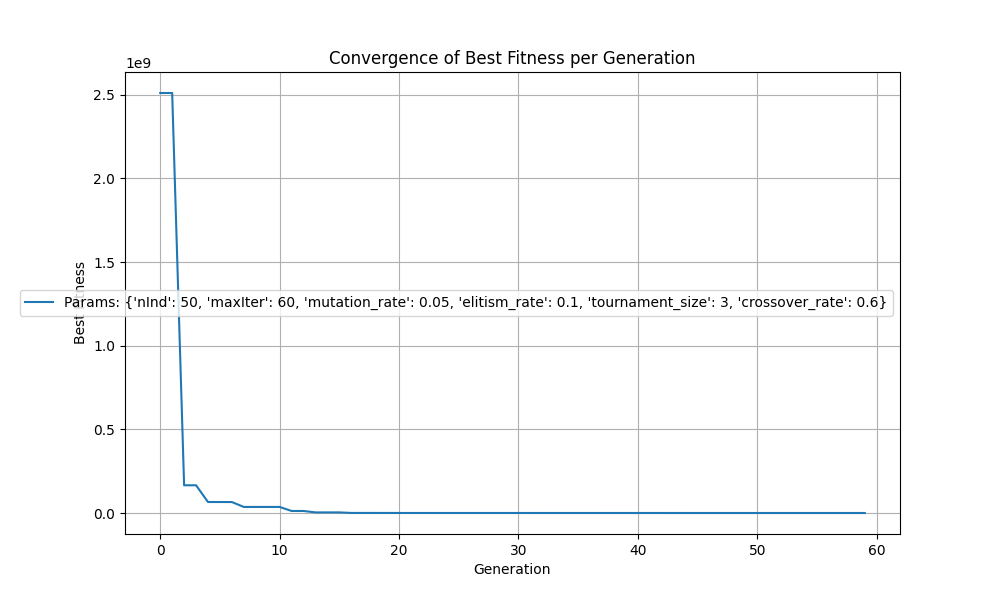 Convergence of Best Fitness per Generation
1e9
2.5
2.0
1.5
1.0
0.5
0.0
Best
Params: {'nInd': 50, 'maxIter': 60, 'mutation_rate': 0.05, 'elitism_rate': 0.1, 'tournament_size': 3, 'crossover_rate': 0.6}
0 10 20 30 40 50 60
Generation